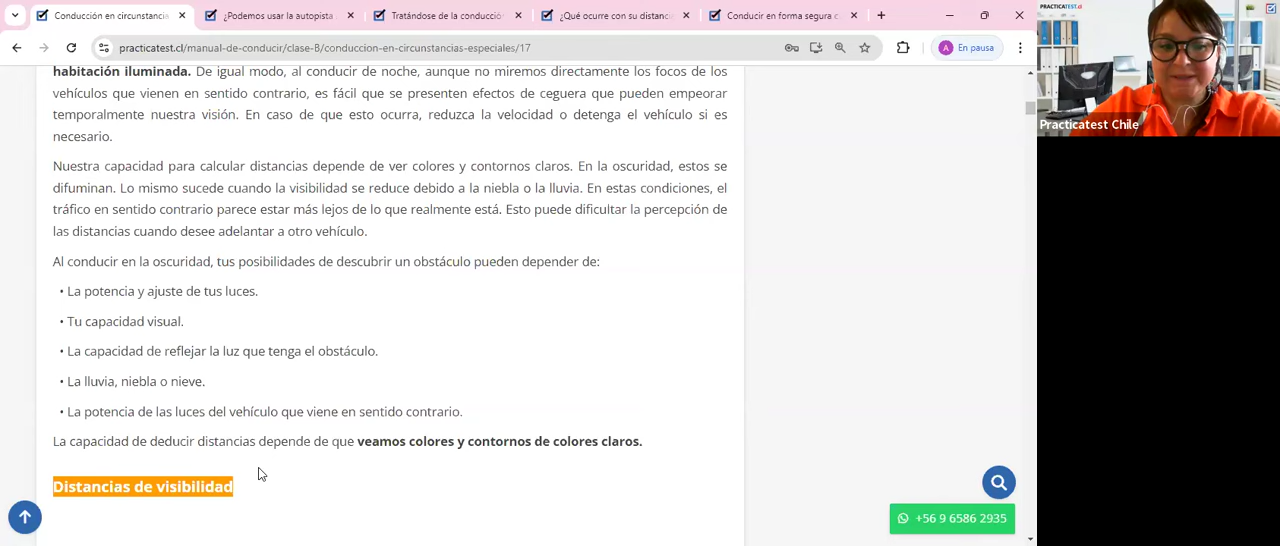 Conducción en circunstancia
¿Podemos usar la autopista
Tratándose de la conducción
¿Qué ocurre con su distanci
Conducir en forma segura c
practicatest.cl/manual-de-conducir/clase-B/conduccion-en-circunstancias-especiales/17
A En pausa
habitación iluminada. De igual modo, al conducir de noche, aunque no miremos directamente los focos de los
vehículos que vienen en sentido contrario, es fácil que se presenten efectos de ceguera que pueden empeorar
temporalmente nuestra visión. En caso de que esto ocurra, reduzca la velocidad o detenga el vehículo si es
necesario.
Nuestra capacidad para calcular distancias depende de ver colores y contornos claros. En la oscuridad, estos se
difuminan. Lo mismo sucede cuando la visibilidad se reduce debido a la niebla o la lluvia. En estas condiciones, el
tráfico en sentido contrario parece estar más lejos de lo que realmente está. Esto puede dificultar la percepción de
las distancias cuando desee adelantar a otro vehículo.
Al conducir en la oscuridad, tus posibilidades de descubrir un obstáculo pueden depender de:
• La potencia y ajuste de tus luces.
• Tu capacidad visual.
• La capacidad de reflejar la luz que tenga el obstáculo.
• La lluvia, niebla o nieve.
• La potencia de las luces del vehículo que viene en sentido contrario.
La capacidad de deducir distancias depende de que veamos colores y contornos de colores claros.
Distancias de visibilidad
+56 9 6586 2935
PRACTICATEST.cl
Practicatest Chile